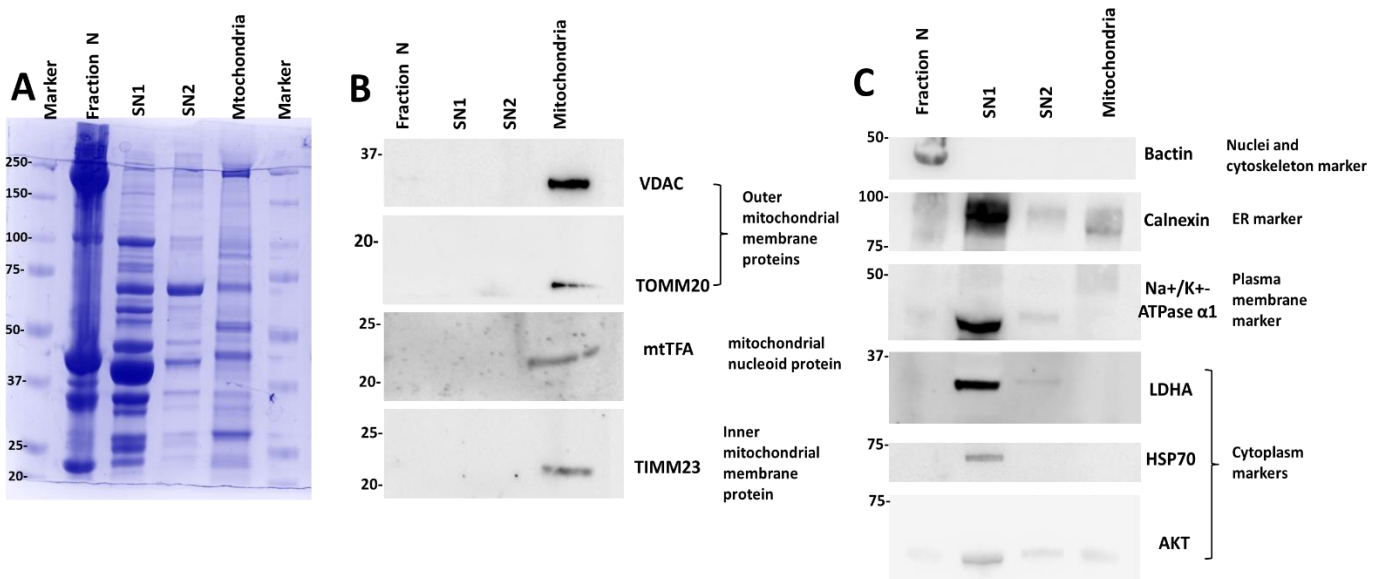 A
Marker
Fraction N
SN1
SN2
Mtochondria
Marker
250-
150-
100-
75-
50-
37-
25-
20-
B
Fraction N
SN1
SN2
Mitochondria
37-
VDAC
20-
TOMM20
Outer
mitochondrial
membrane
proteins
25-
mtTFA
mitochondrial
nucleoid protein
20-
25-
TIMM23
Inner
mitochondrial
membrane
protein
20-
C
Fraction N
SN1
SN2
Mitochondria
50-
Bactin
Nuclei and
cytoskeleton marker
100-
Calnexin
ER marker
75-
50-
Na+/K+-
ATPase α1
Plasma
membrane
marker
37-
LDHA
75-
HSP70
Cytoplasm
markers
75-
AKT